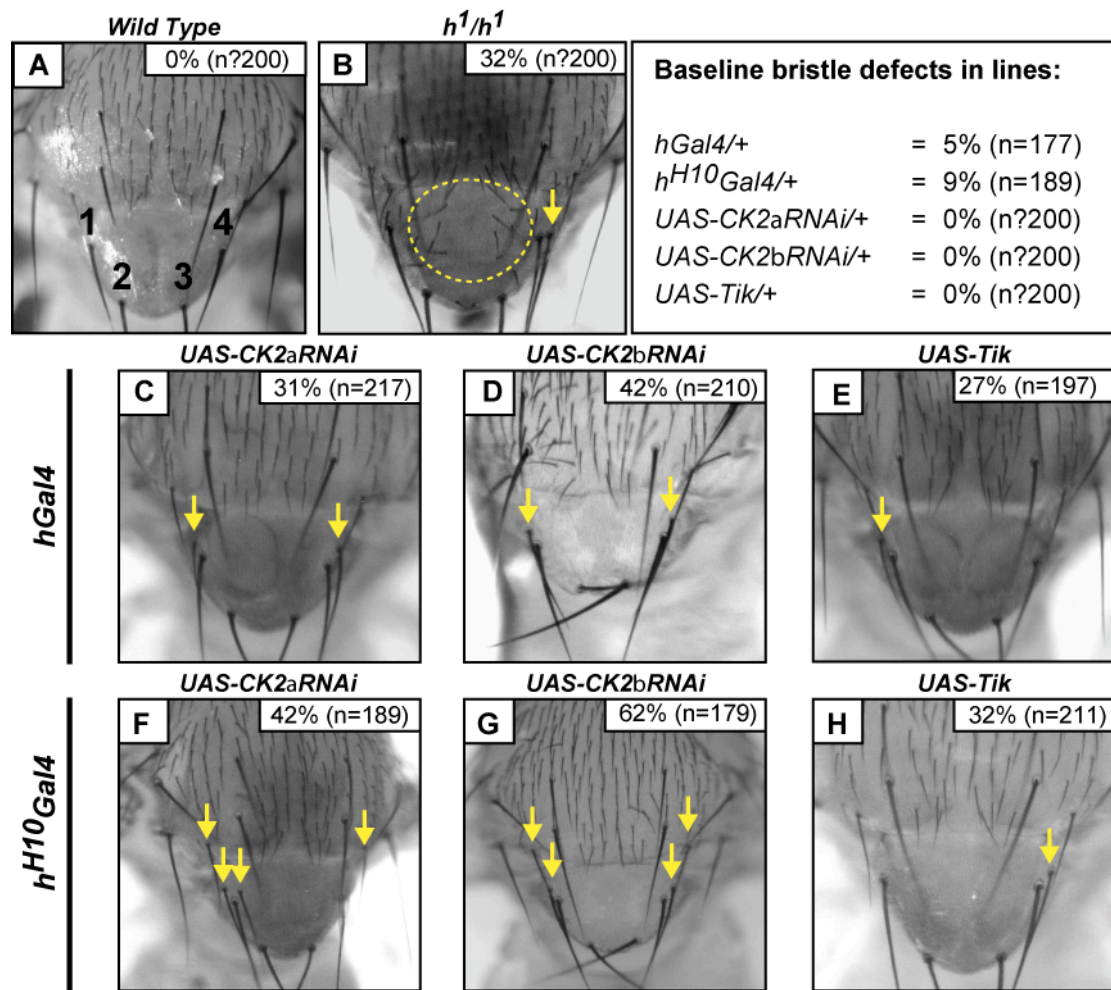 Wild Type
h1/h1
A
0% (n?200)
B
32% (n?200)
1
2
3
4
Baseline bristle defects in lines:
hGal4/+ = 5% (n=177)
hH10Gal4/+ = 9% (n=189)
UAS-CK2aRNAi/+ = 0% (n?200)
UAS-CK2bRNAi/+ = 0% (n?200)
UAS-Tik/+ = 0% (n?200)
UAS-CK2aRNAi
UAS-CK2bRNAi
UAS-Tik
hGal4
C
31% (n=217)
D
42% (n=210)
E
27% (n=197)
UAS-CK2aRNAi
UAS-CK2bRNAi
UAS-Tik
hH10Gal4
F
42% (n=189)
G
62% (n=179)
H
32% (n=211)